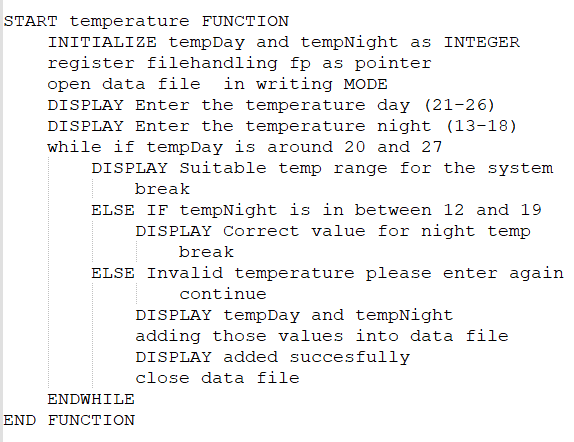 START temperature FUNCTION
INITIALIZE tempDay and tempNight as INTEGER
register filehandling fp as pointer
open data file  in writing MODE
DISPLAY Enter the temperature day (21-26)
DISPLAY Enter the temperature night (13-18)
while if tempDay is around 20 and 27
DISPLAY Suitable temp range for the system
break
ELSE IF tempNight is in between 12 and 19
DISPLAY Correct value for night temp
break
ELSE Invalid temperature please enter again
continue
DISPLAY tempDay and tempNight
adding those values into data file
DISPLAY added succesfully
close data file
ENDWHILE
END FUNCTION